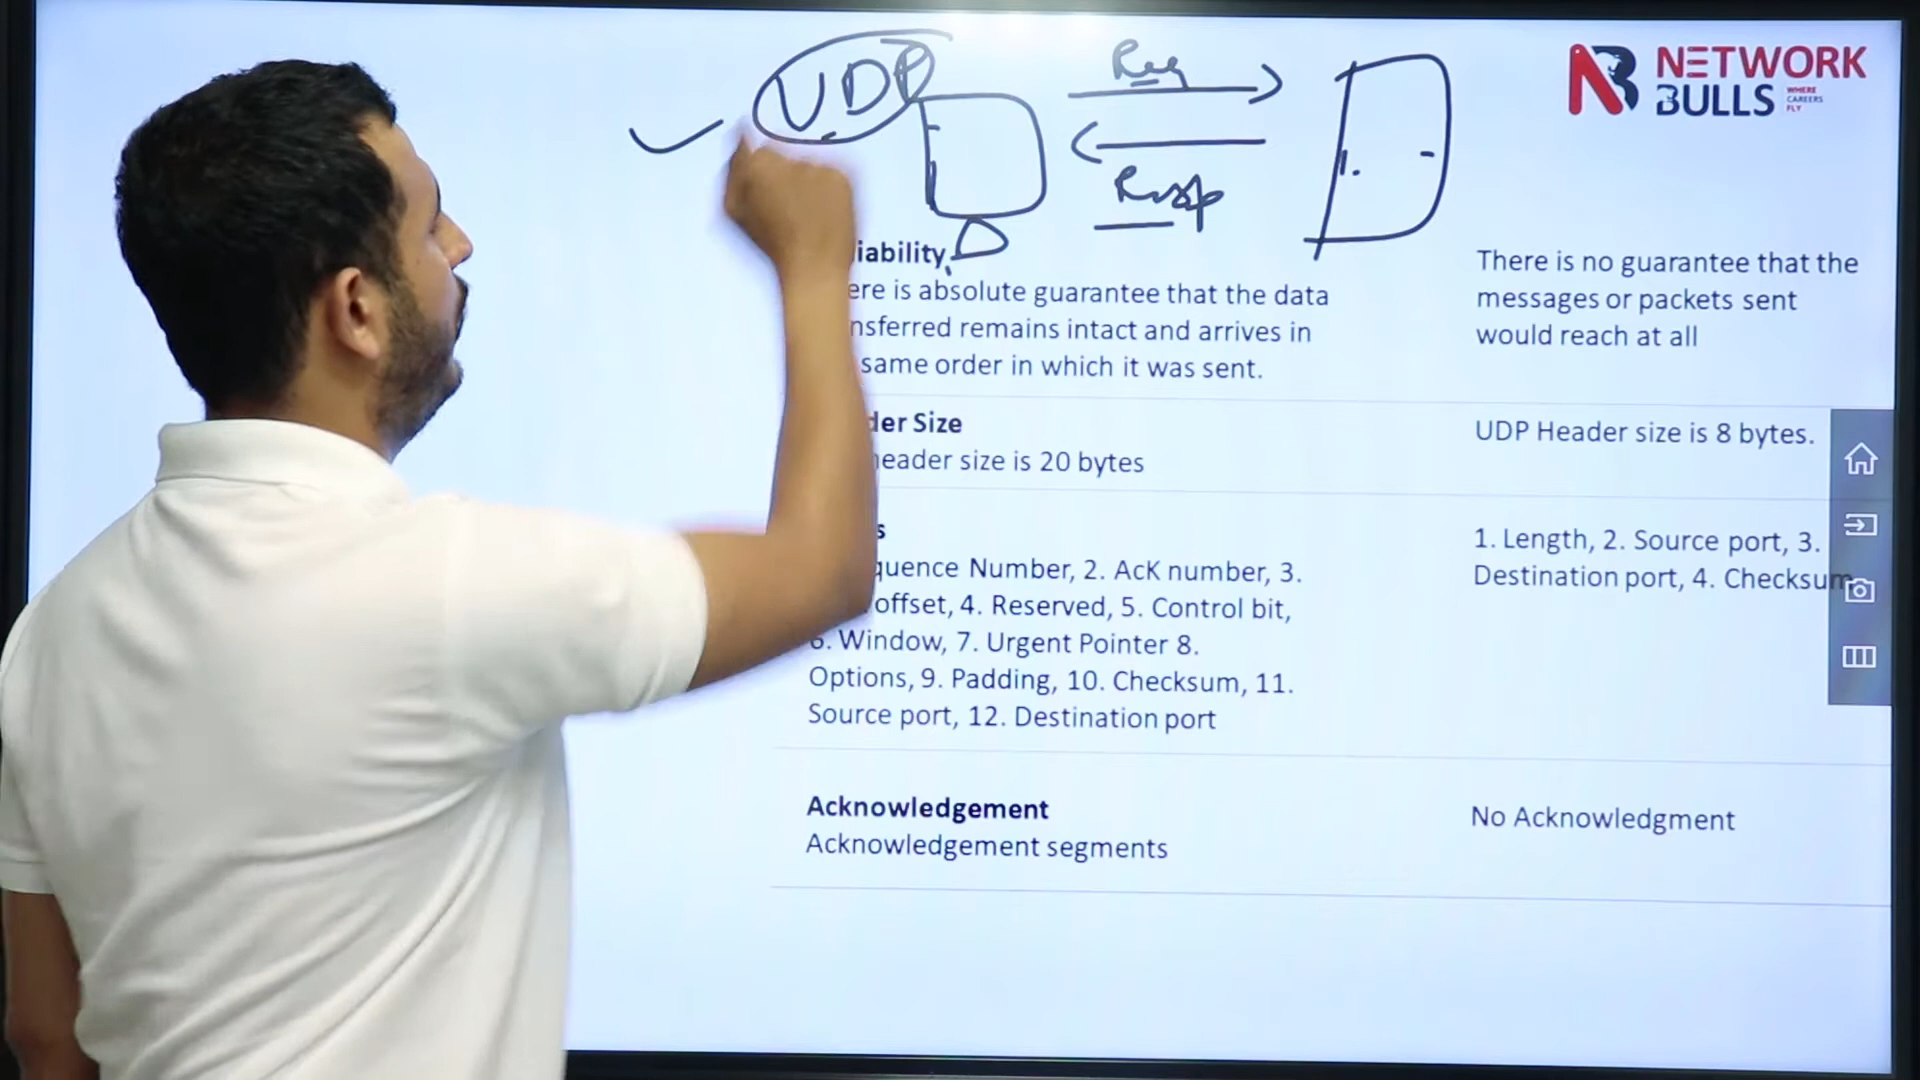 UDP
Req
NETWORK
BULLS
WHERE
CAREERS
FLY
Resp
iability
ere is absolute guarantee that the data
nsferred remains intact and arrives in
same order in which it was sent.
There is no guarantee that the
messages or packets sent
would reach at all
der Size
header size is 20 bytes
UDP Header size is 8 bytes.
s
quence Number, 2. AcK number, 3.
offset, 4. Reserved, 5. Control bit,
6. Window, 7. Urgent Pointer 8.
Options, 9. Padding, 10. Checksum, 11.
Source port, 12. Destination port
1. Length, 2. Source port, 3.
Destination port, 4. Checksum
Acknowledgement
Acknowledgement segments
No Acknowledgment